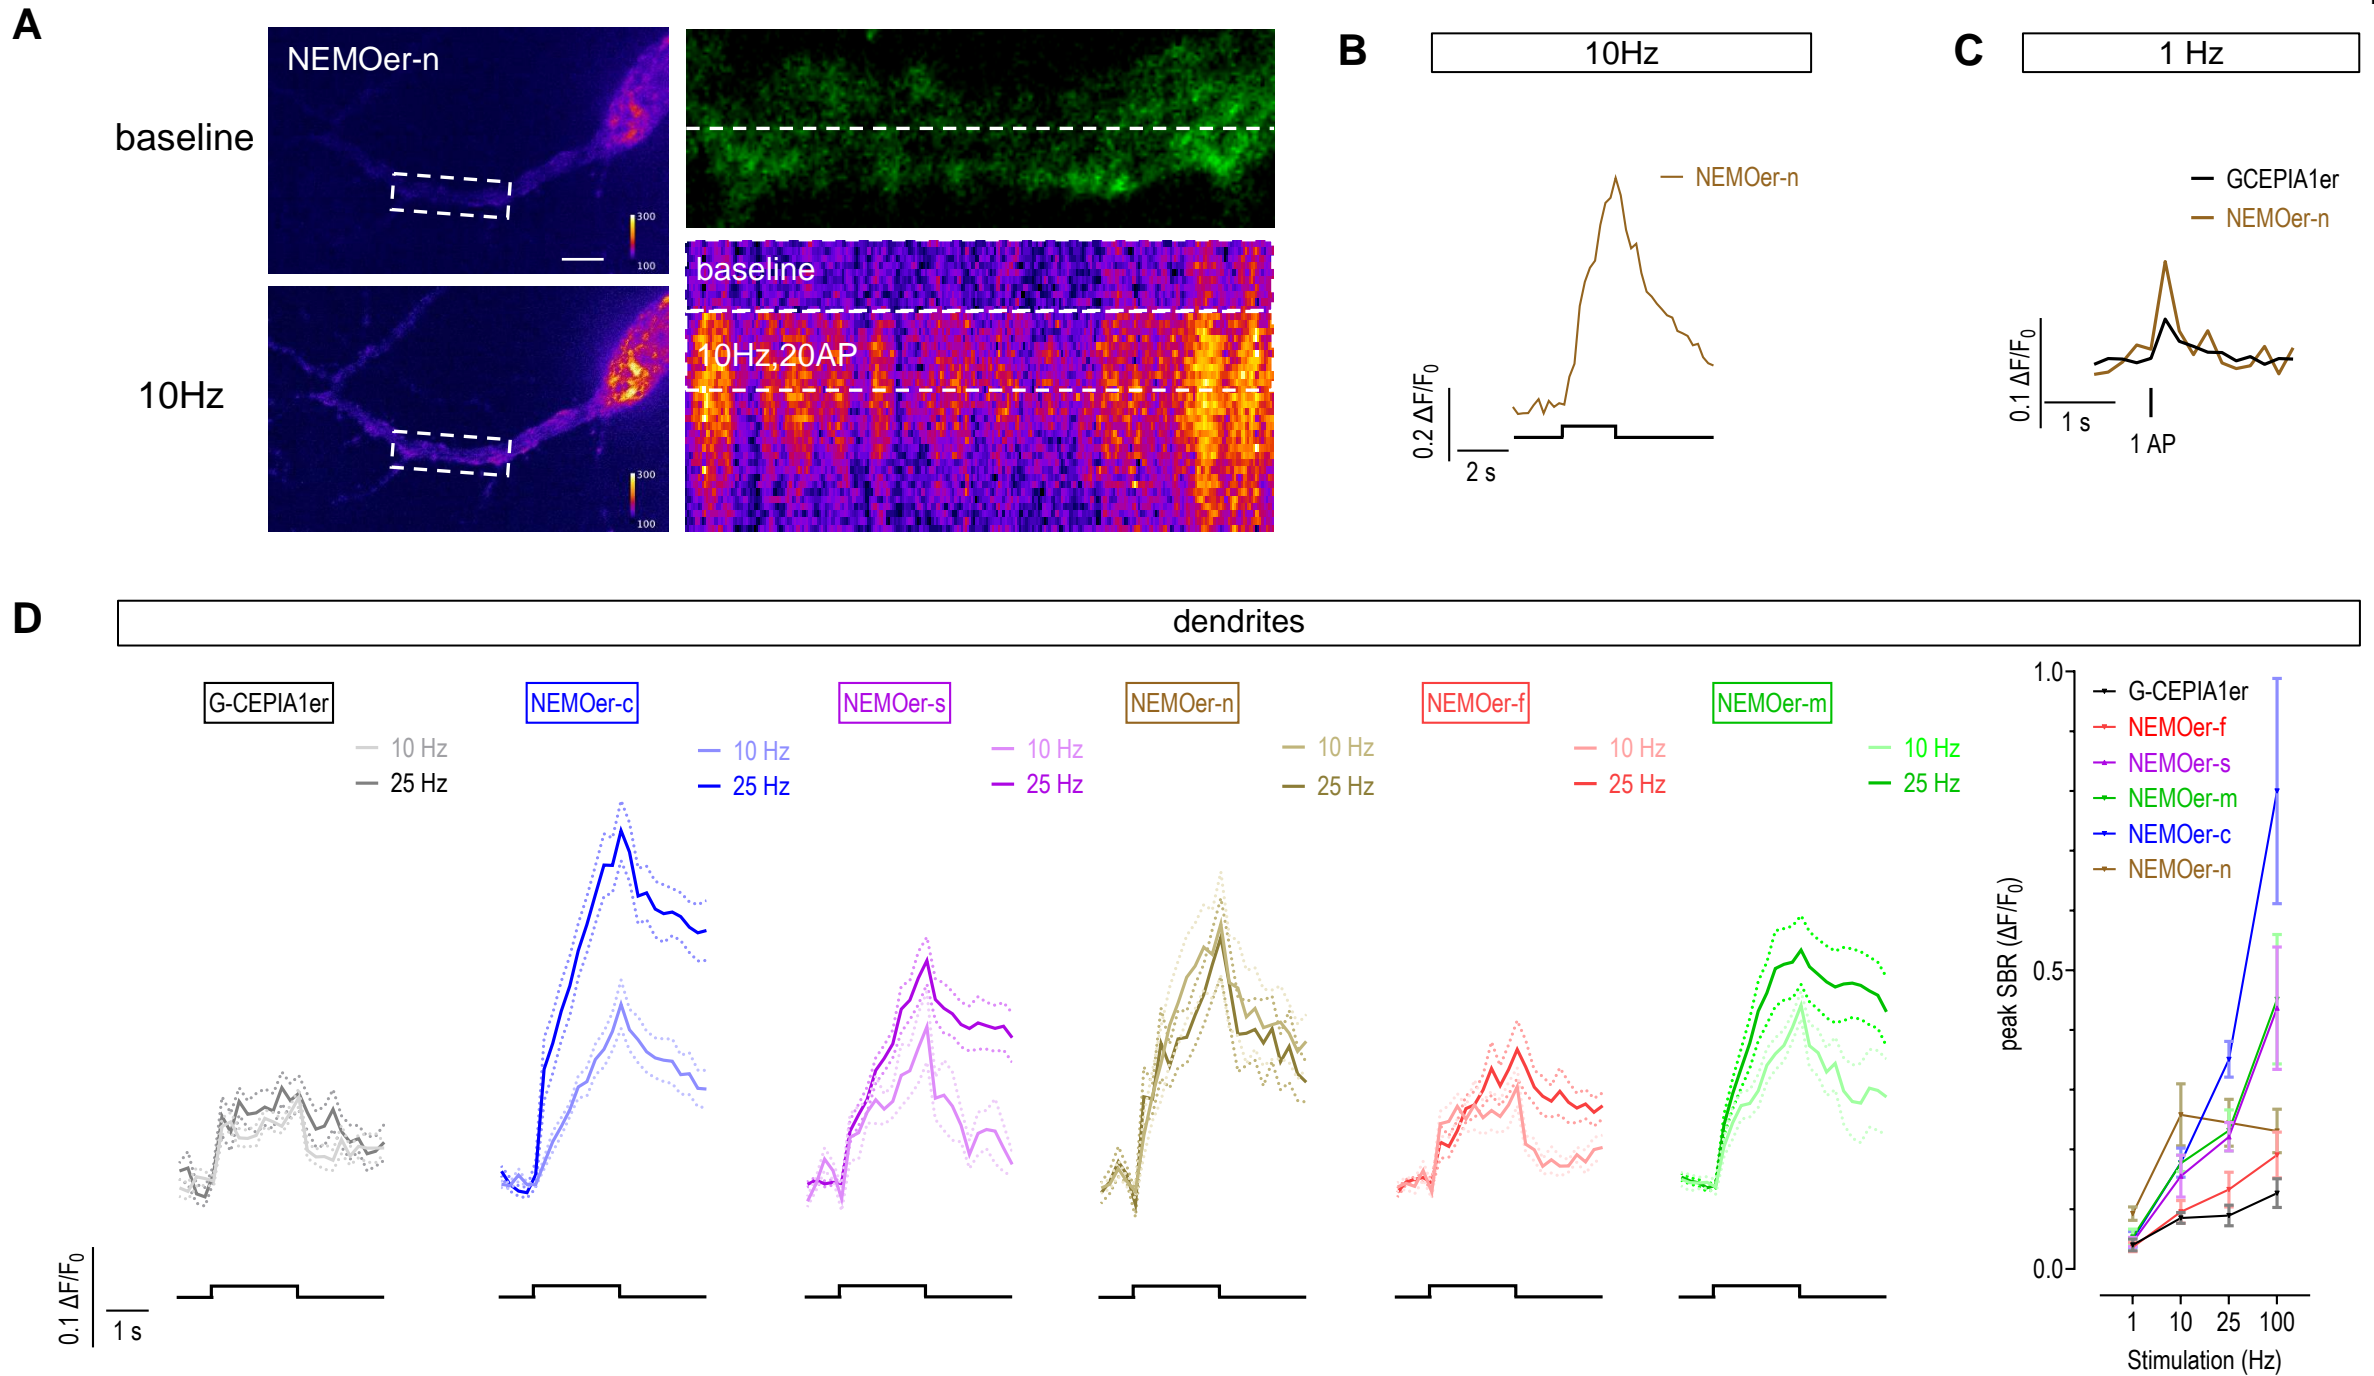 A
baseline
NEMOer-n
300
100
10Hz
300
100
baseline
10Hz,20AP
B
10Hz
NEMOer-n
0.2 ΔF/F0
2 s
C
1 Hz
GCEPIA1er
NEMOer-n
0.1 ΔF/F0
1 s
1 AP
D
dendrites
G-CEPIA1er
10 Hz
25 Hz
NEMOer-c
10 Hz
25 Hz
NEMOer-s
10 Hz
25 Hz
NEMOer-n
10 Hz
25 Hz
NEMOer-f
10 Hz
25 Hz
NEMOer-m
10 Hz
25 Hz
0.1 ΔF/F0
1 s
1.0
0.5
0.0
peak SBR (ΔF/F0)
G-CEPIA1er
NEMOer-f
NEMOer-s
NEMOer-m
NEMOer-c
NEMOer-n
1 10 25 100
Stimulation (Hz)